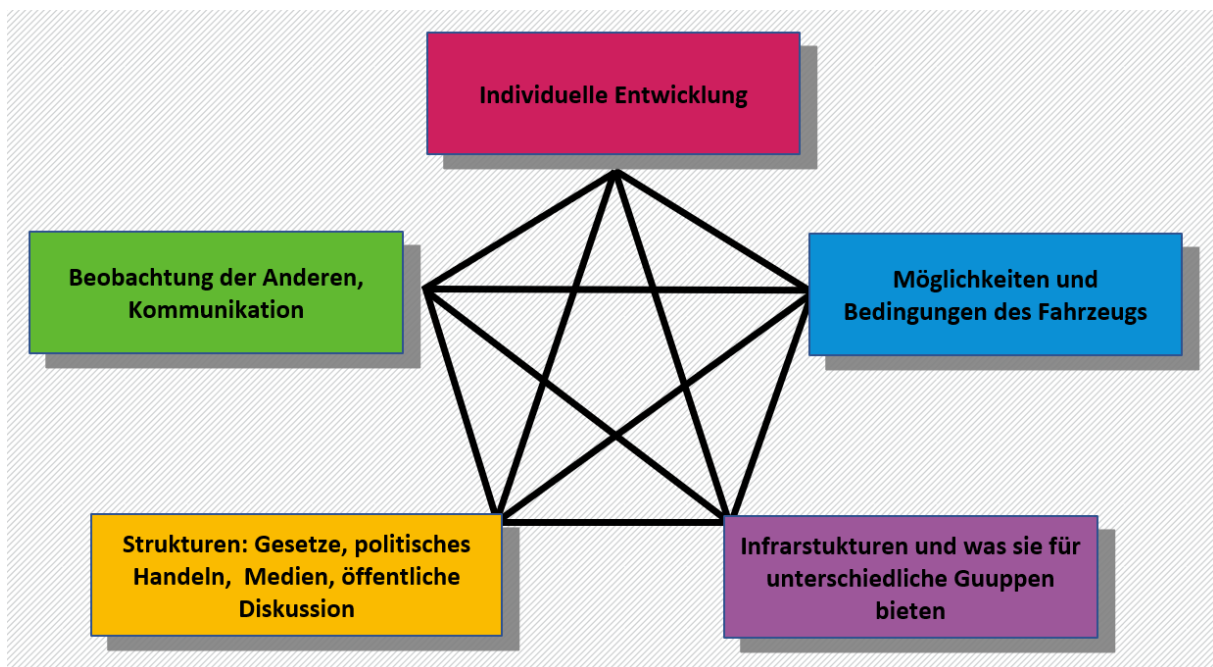 Individuelle Entwicklung
Beobachtung der Anderen,
Kommunikation
Möglichkeiten und
Bedingungen des Fahrzeugs
Strukturen: Gesetze, politisches
Handeln,  Medien, öffentliche
Diskussion
Infrarstukturen und was sie für
unterschiedliche Guuppen
bieten